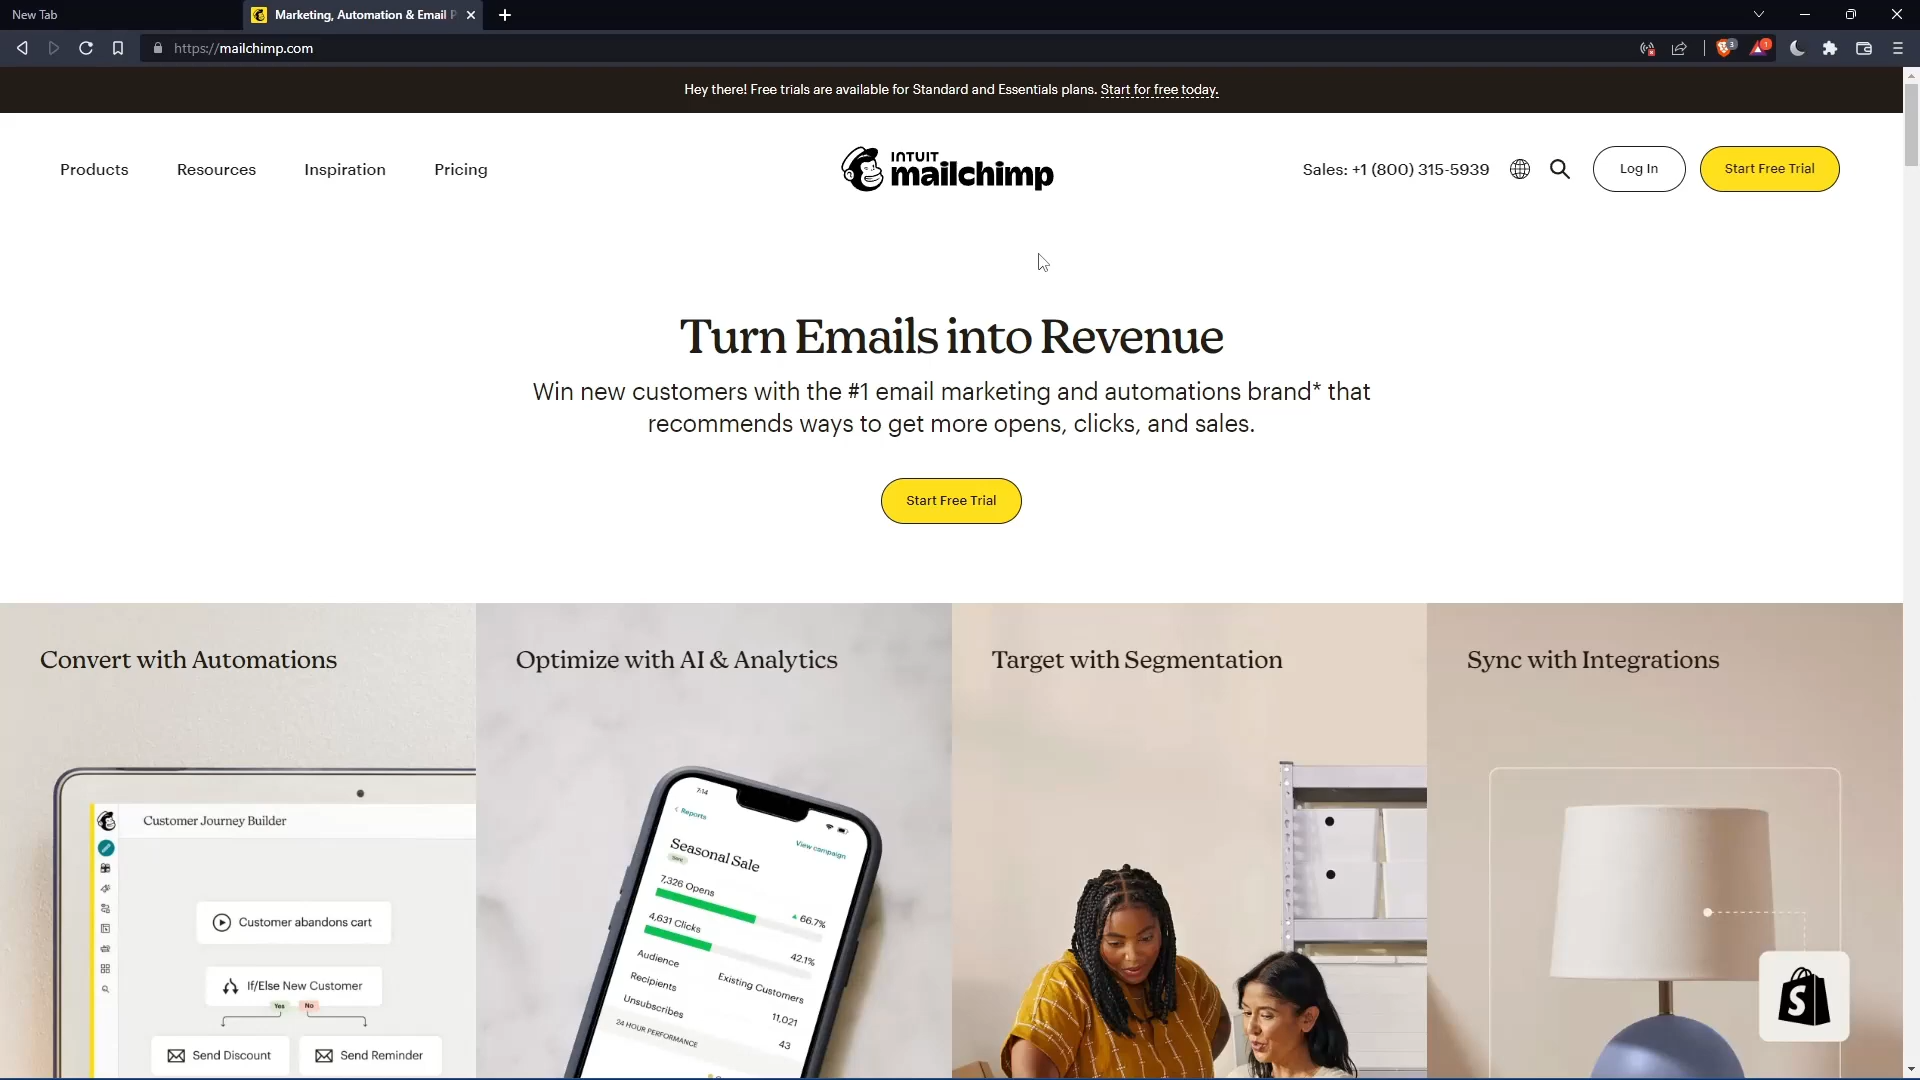 New Tab
Marketing, Automation & Email P
https://mailchimp.com
3
1
Hey there! Free trials are available for Standard and Essentials plans. Start for free today.
Products
Resources
Inspiration
Pricing
INTUIT
mailchimp
Sales: +1 (800) 315-5939
Log In
Start Free Trial
Turn Emails into Revenue
Win new customers with the #1 email marketing and automations brand* that
recommends ways to get more opens, clicks, and sales.
Start Free Trial
Convert with Automations
Customer Journey Builder
Customer abandons cart
If/Else New Customer
Yes
No
Send Discount
Send Reminder
Optimize with AI & Analytics
7:14
Reports
View campaign
Seasonal Sale
Sent
7,326 Opens
66.7%
4,631 Clicks
42.1%
Audience
Existing Customers
Recipients
11,021
Unsubscribes
43
24 HOUR PERFORMANCE
Target with Segmentation
Sync with Integrations
S